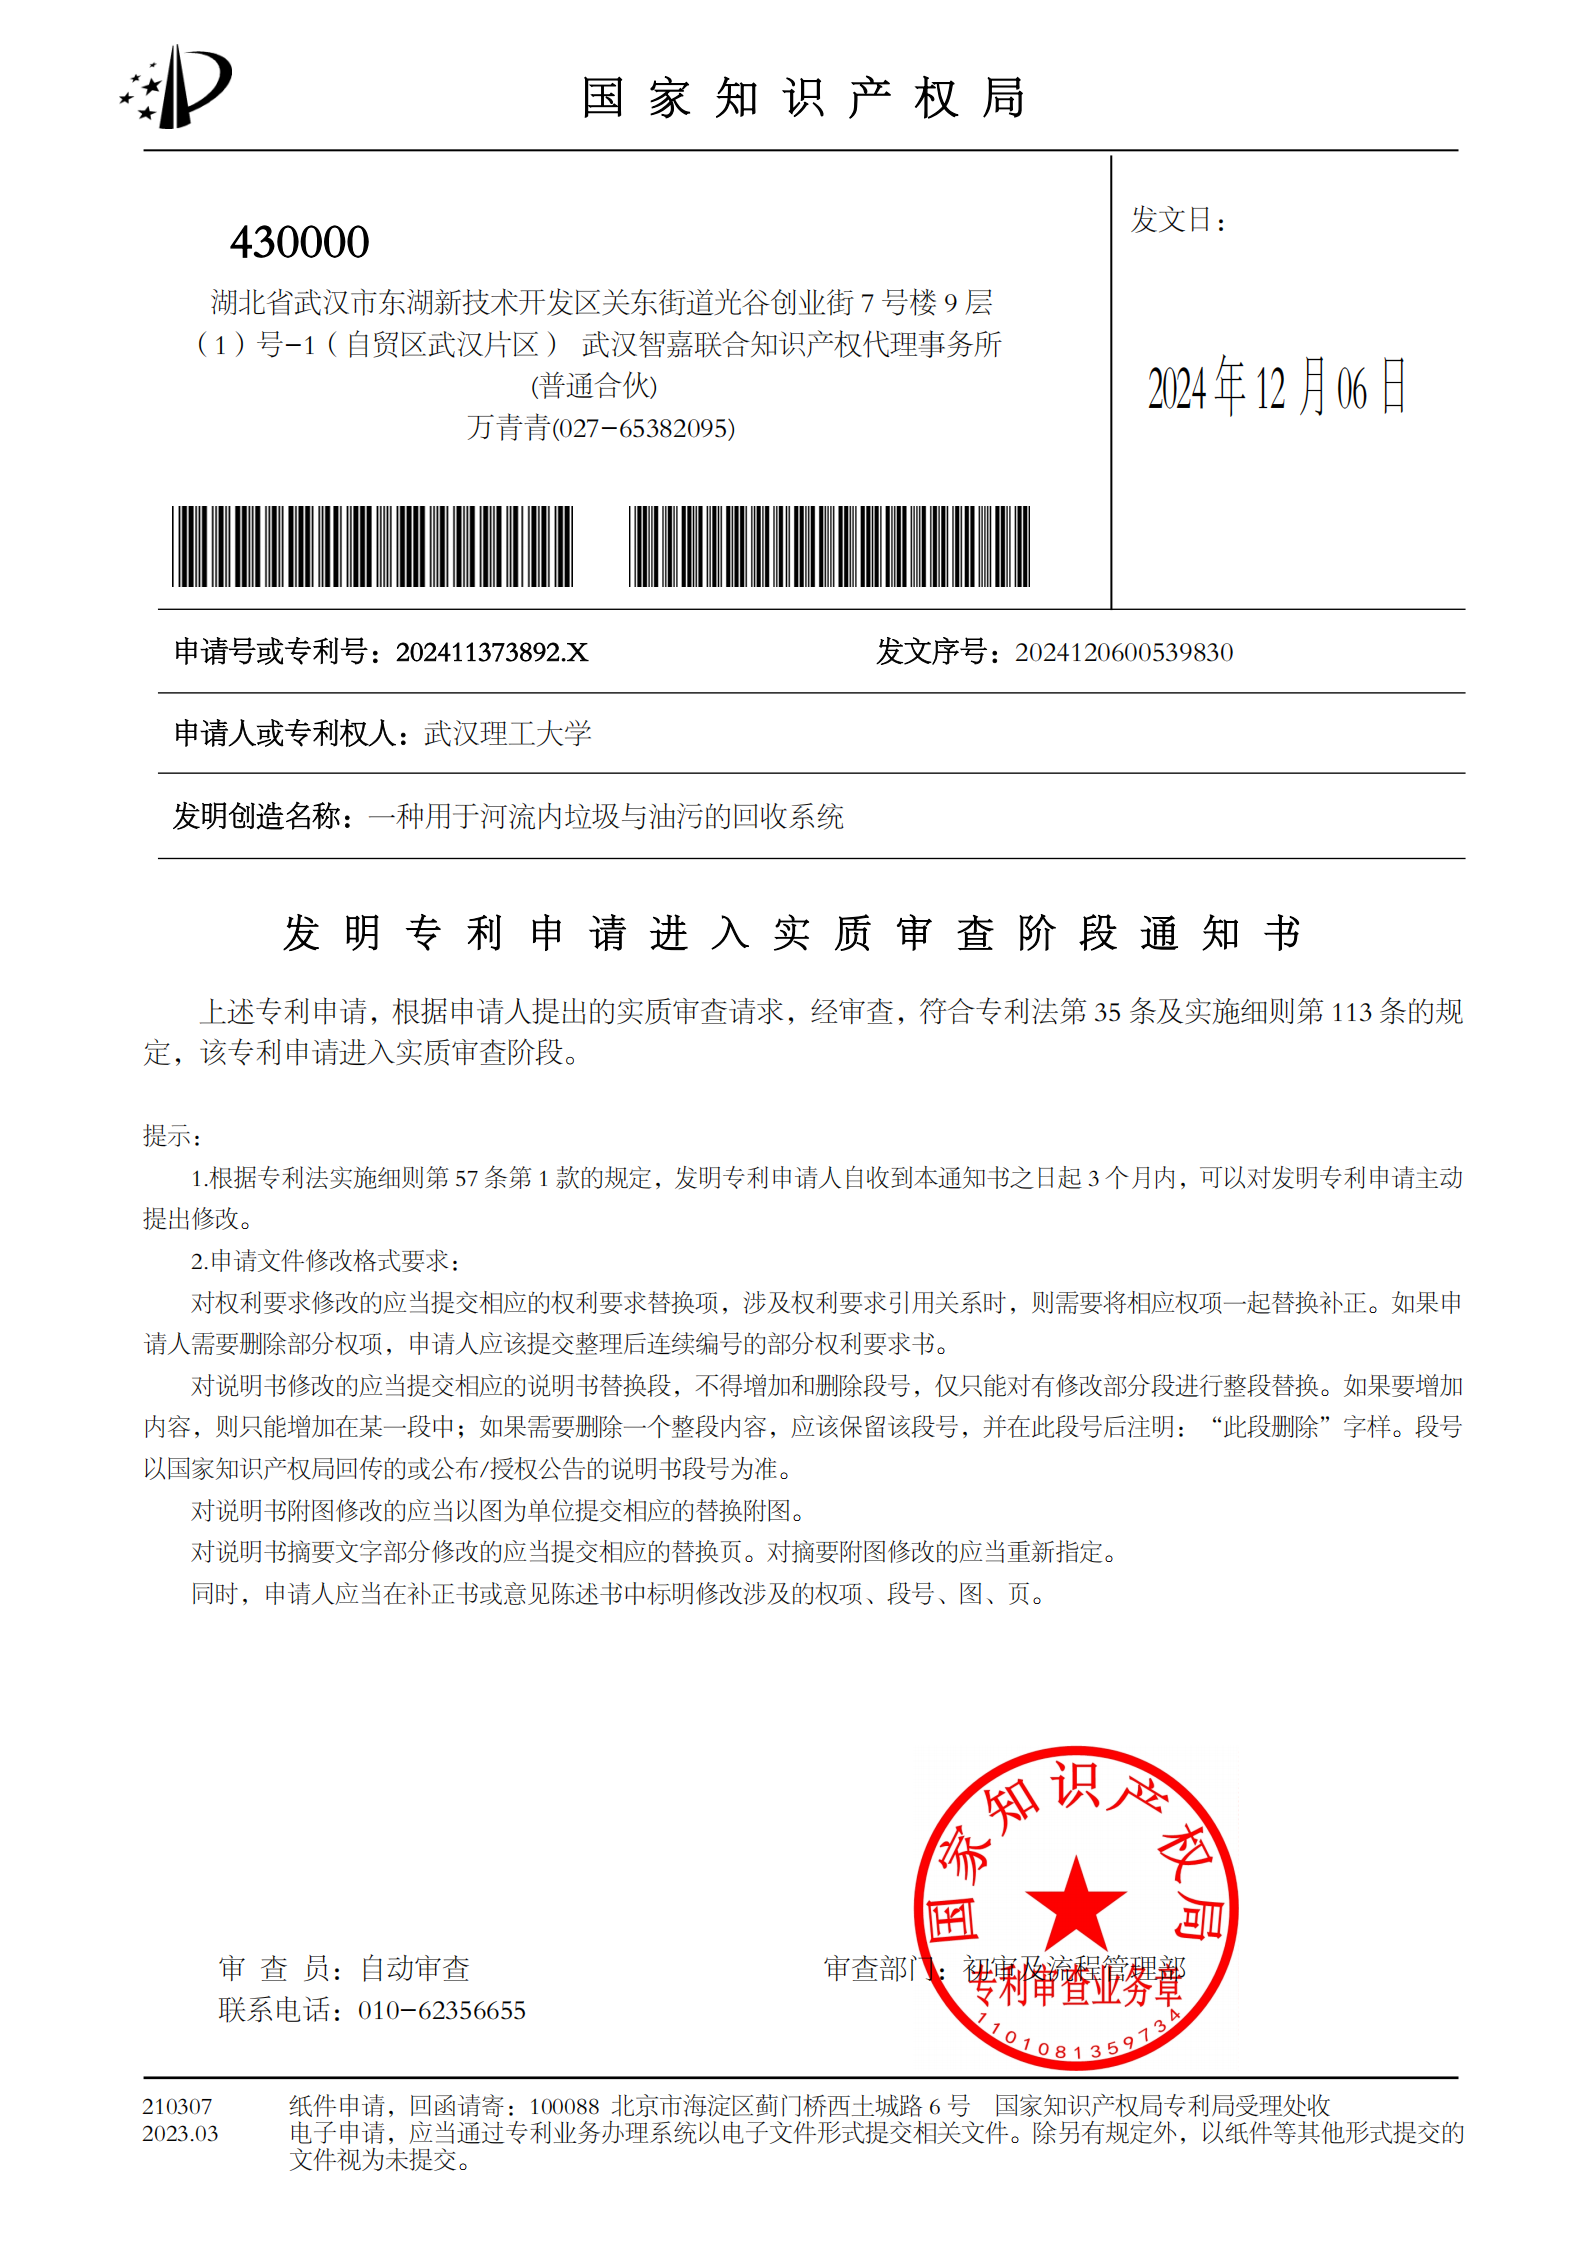 国家知识产权局
430000
发文日：
湖北省武汉市东湖新技术开发区关东街道光谷创业街 7 号楼 9 层
（1）号-1（自贸区武汉片区） 武汉智嘉联合知识产权代理事务所
(普通合伙)
万青青(027-65382095)
2024 年 12 月 06 日
申请号或专利号：202411373892.X 发文序号：2024120600539830
申请人或专利权人：武汉理工大学
发明创造名称：一种用于河流内垃圾与油污的回收系统
发明专利申请进入实质审查阶段通知书
上述专利申请，根据申请人提出的实质审查请求，经审查，符合专利法第 35 条及实施细则第 113 条的规
定，该专利申请进入实质审查阶段。
提示：
1.根据专利法实施细则第 57 条第 1 款的规定，发明专利申请人自收到本通知书之日起 3 个月内，可以对发明专利申请主动
提出修改。
2.申请文件修改格式要求：
对权利要求修改的应当提交相应的权利要求替换项，涉及权利要求引用关系时，则需要将相应权项一起替换补正。如果申
请人需要删除部分权项，申请人应该提交整理后连续编号的部分权利要求书。
对说明书修改的应当提交相应的说明书替换段，不得增加和删除段号，仅只能对有修改部分段进行整段替换。如果要增加
内容，则只能增加在某一段中；如果需要删除一个整段内容，应该保留该段号，并在此段号后注明：“此段删除”字样。段号
以国家知识产权局回传的或公布/授权公告的说明书段号为准。
对说明书附图修改的应当以图为单位提交相应的替换附图。
对说明书摘要文字部分修改的应当提交相应的替换页。对摘要附图修改的应当重新指定。
同时，申请人应当在补正书或意见陈述书中标明修改涉及的权项、段号、图、页。
国家知识产权局
审 查 员：自动审查 审查部门：初审及流程管理部
专利审查业务章
联系电话：010-62356655
1101081359734
210307 纸件申请，回函请寄：100088 北京市海淀区蓟门桥西土城路 6 号 国家知识产权局专利局受理处收
2023.03 电子申请，应当通过专利业务办理系统以电子文件形式提交相关文件。除另有规定外，以纸件等其他形式提交的
文件视为未提交。